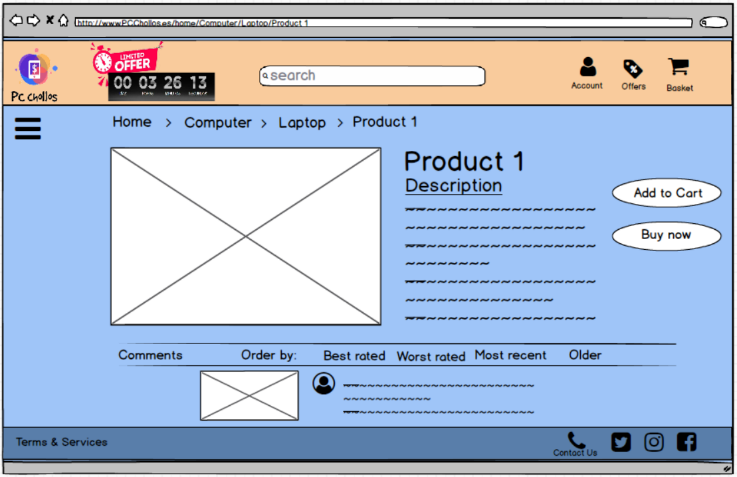 http://www.PCChollos.es/home/Computer/Laptop/Product 1
LIMITED
OFFER
00 03 26 13
PC Chollos
search
Account
Offers
Basket
Home > Computer > Laptop > Product 1
Product 1
Description
Add to Cart
Buy now
Comments Order by: Best rated Worst rated Most recent Older
Terms & Services
Contact Us